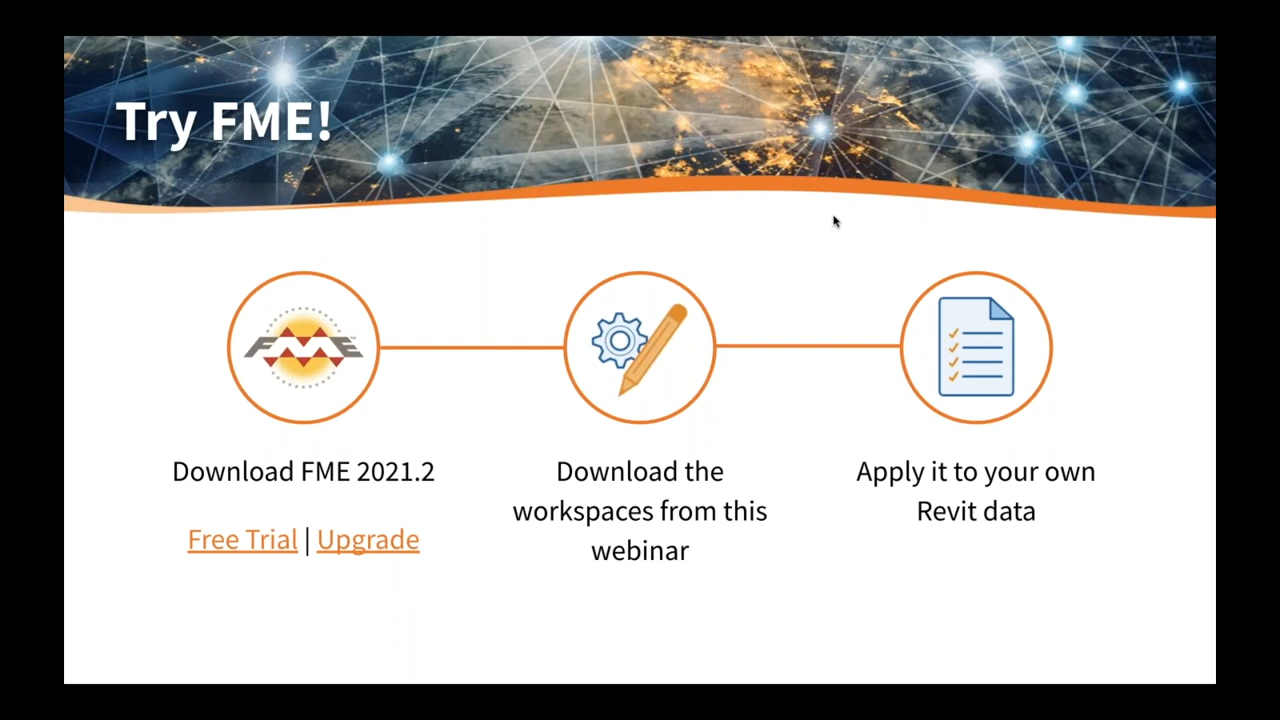 Try FME!
FME
Download FME 2021.2
Free Trial | Upgrade
Download the
workspaces from this
webinar
Apply it to your own
Revit data